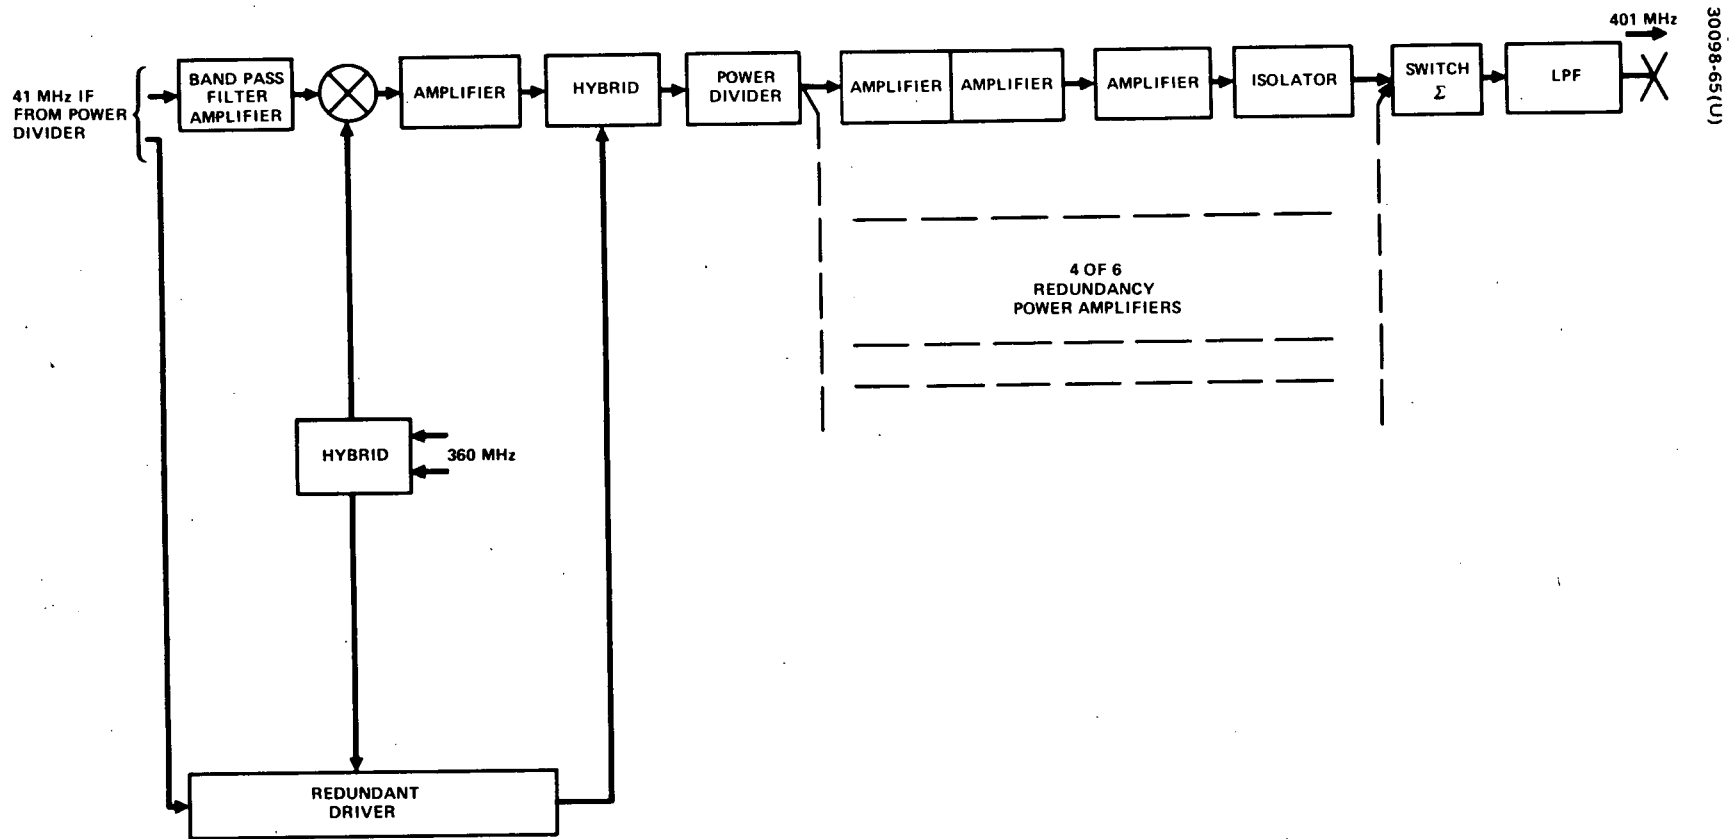 30098-65(U)
401 MHz
41 MHz IF
FROM POWER
DIVIDER
BAND PASS
FILTER
AMPLIFIER
AMPLIFIER
HYBRID
POWER
DIVIDER
AMPLIFIER
AMPLIFIER
AMPLIFIER
ISOLATOR
SWITCH
Σ
LPF
4 OF 6
REDUNDANCY
POWER AMPLIFIERS
HYBRID
360 MHz
REDUNDANT
DRIVER